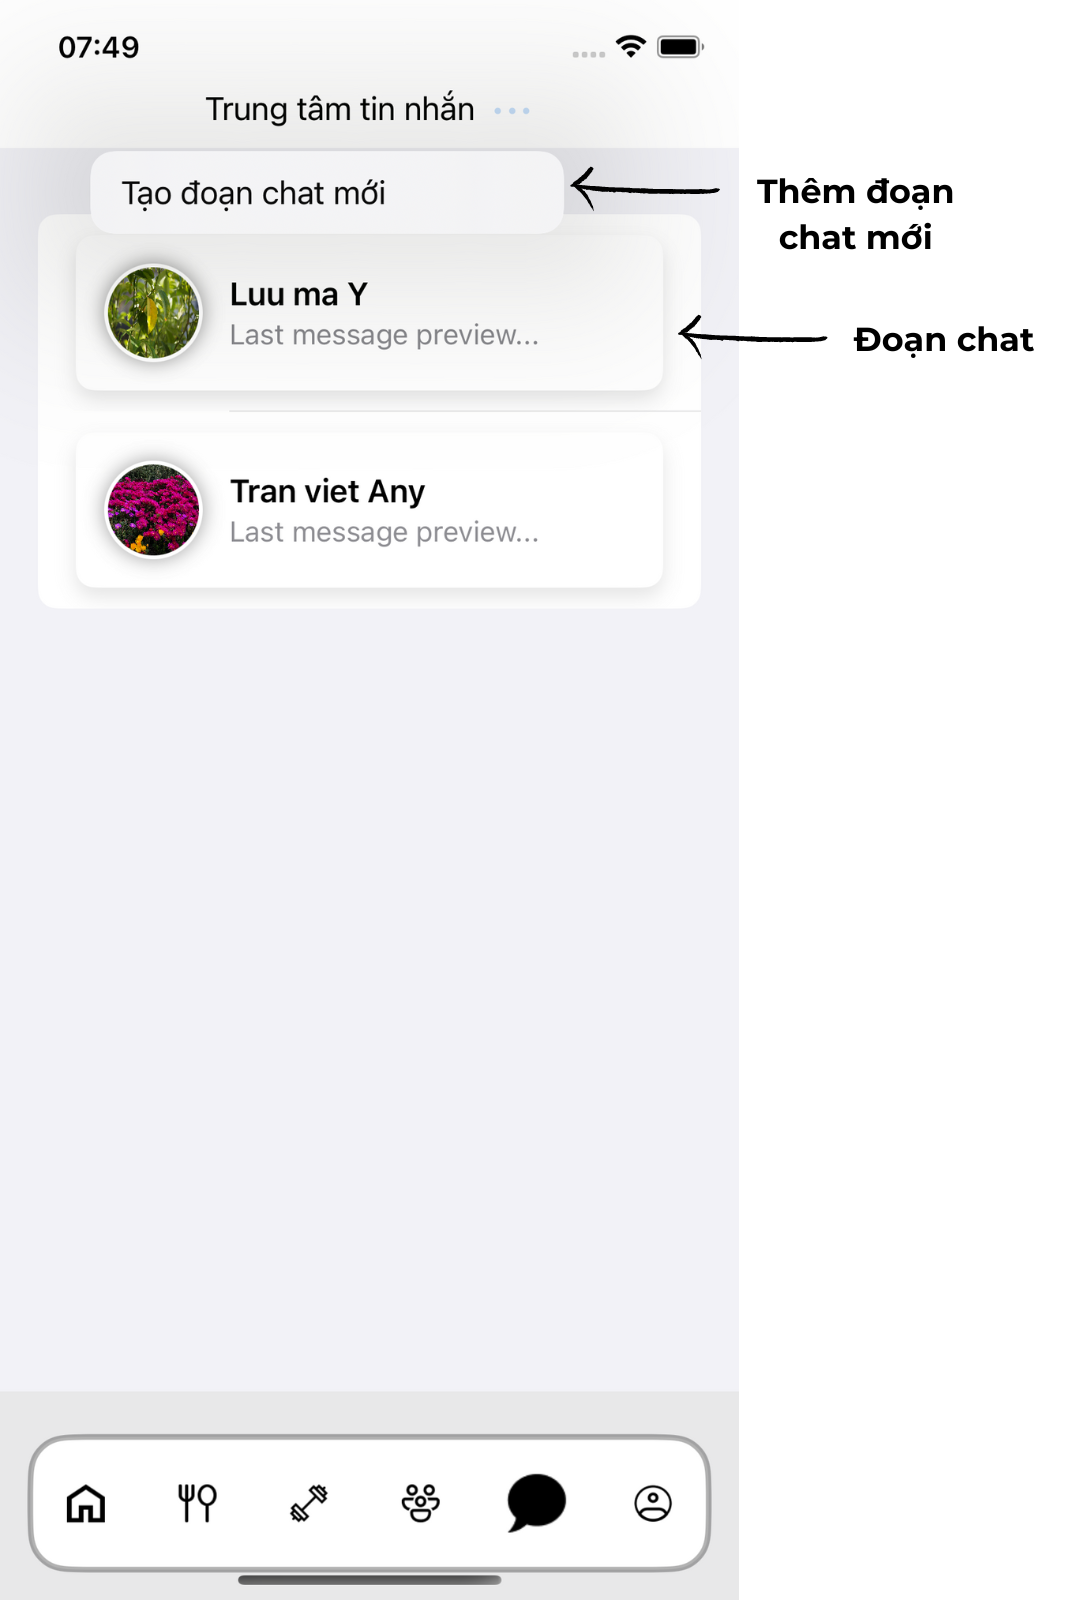 07:49
Trung tâm tin nhắn
Tạo đoạn chat mới
Thêm đoạn
chat mới
Luu ma Y
Last message preview...
Đoạn chat
Tran viet Any
Last message preview...